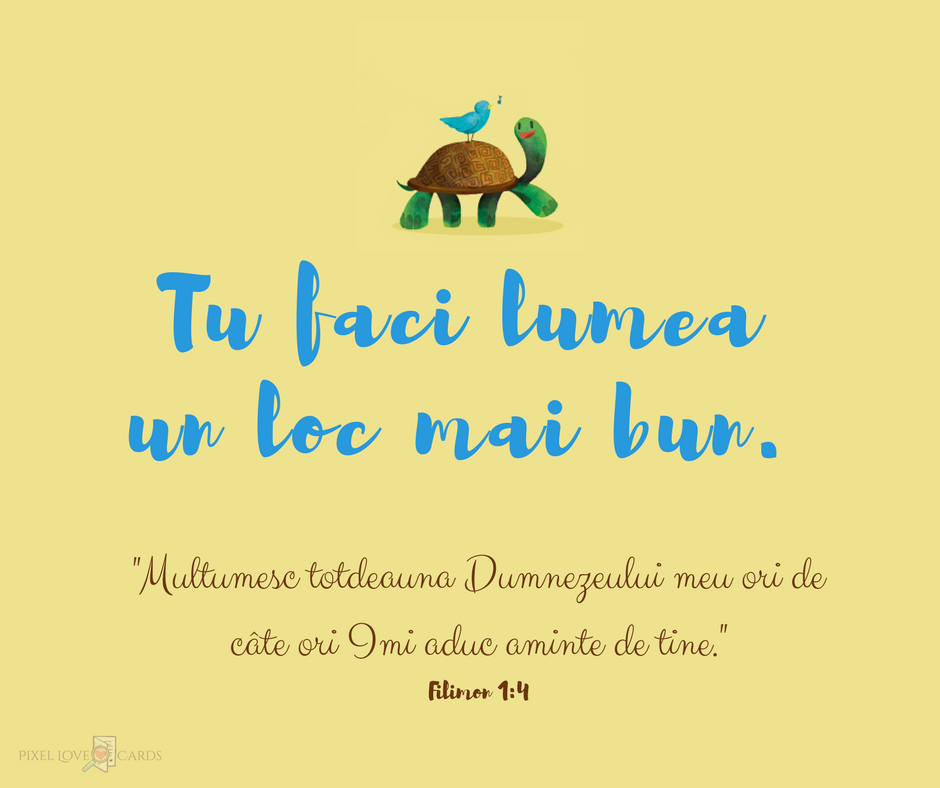 Tu faci lumea
un loc mai bun.
"Multumesc totdeauna Dumnezeului meu ori de
câte ori Imi aduc aminte de tine."
Filimon 1:4
PIXEL LOVE CARDS